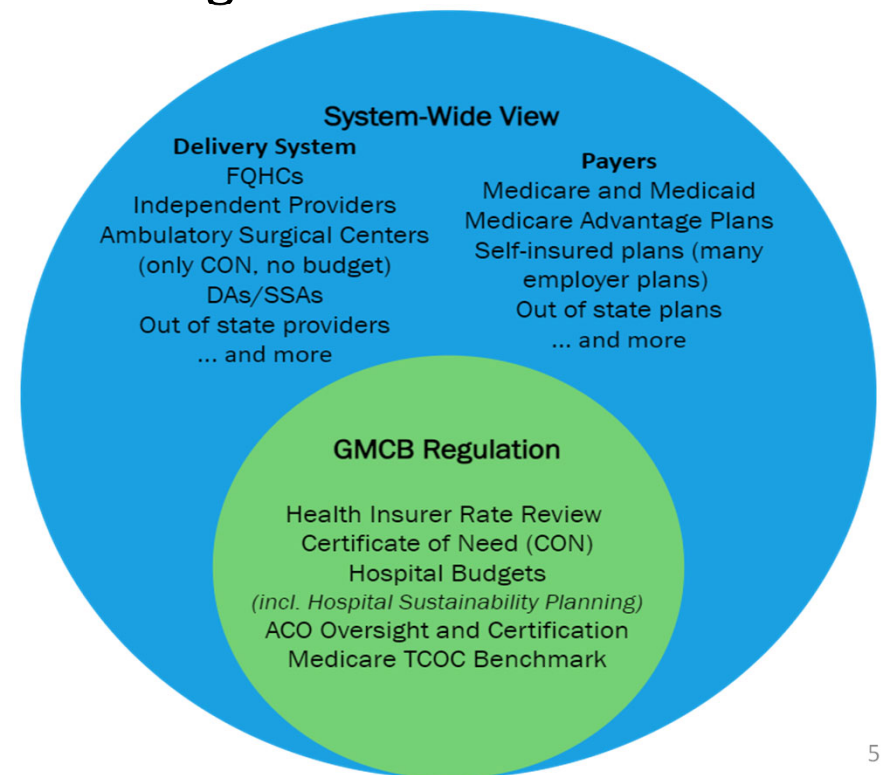 System-Wide View
Delivery System
FQHCs
Independent Providers
Ambulatory Surgical Centers
(only CON, no budget)
DAs/SSAs
Out of state providers
... and more
Payers
Medicare and Medicaid
Medicare Advantage Plans
Self-insured plans (many
employer plans)
Out of state plans
... and more
GMCB Regulation
Health Insurer Rate Review
Certificate of Need (CON)
Hospital Budgets
(incl. Hospital Sustainability Planning)
ACO Oversight and Certification
Medicare TCOC Benchmark
5